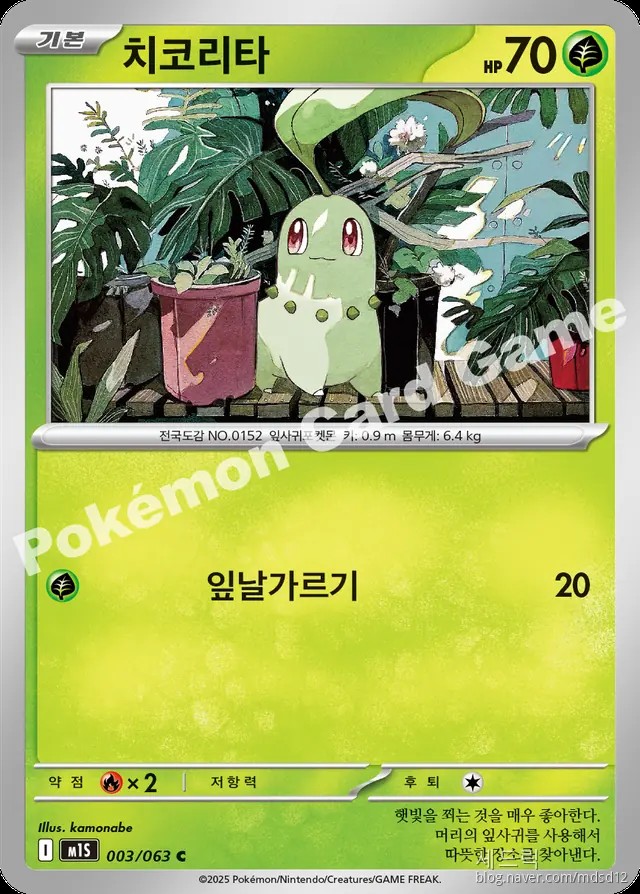 기본 치코리타 HP 70
전국도감 NO.0152 잎사귀포켓몬 키: 0.9 m 몸무게: 6.4 kg
Pokémon Card Game
잎날가르기 20
약점 ×2 저항력 후퇴
햇빛을 쬐는 것을 매우 좋아한다.
머리의 잎사귀를 사용해서
따뜻한 장소를 찾아낸다.
Illus. kamonabe
I M1S 003/063 C
©2025 Pokémon/Nintendo/Creatures/GAME FREAK.
blog.naver.com/mdsd12